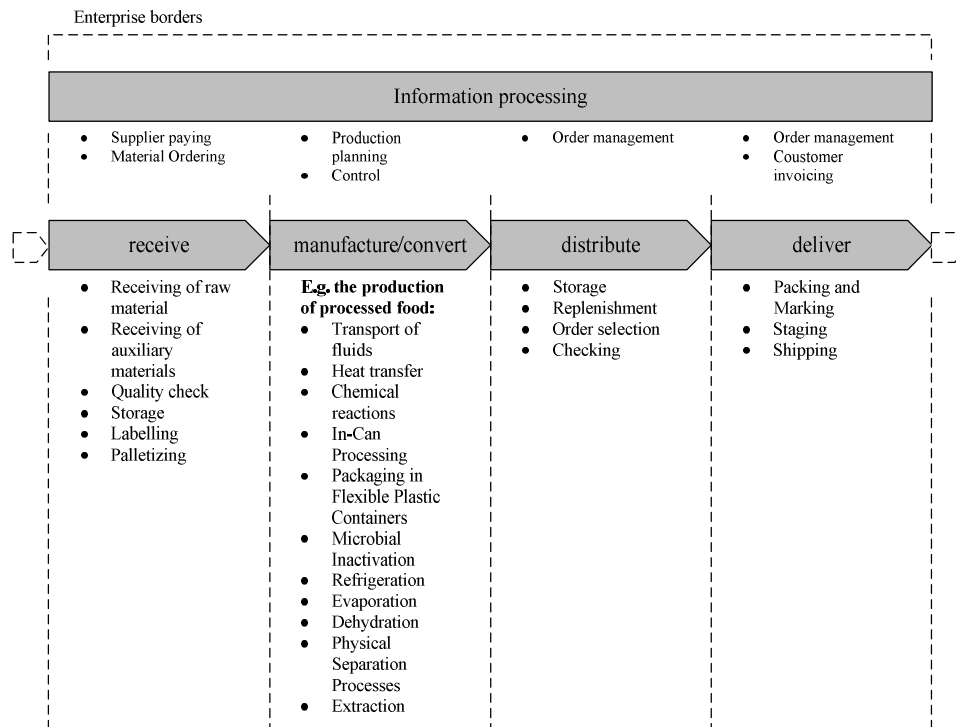 Enterprise borders
Information processing
• Supplier paying
• Material Ordering
• Production
planning
• Control
• Order management
• Order management
• Coustomer
invoicing
receive
manufacture/convert
distribute
deliver
• Receiving of raw
material
• Receiving of
auxiliary
materials
• Quality check
• Storage
• Labelling
• Palletizing
E.g. the production
of processed food:
• Transport of
fluids
• Heat transfer
• Chemical
reactions
• In-Can
Processing
• Packaging in
Flexible Plastic
Containers
• Microbial
Inactivation
• Refrigeration
• Evaporation
• Dehydration
• Physical
Separation
Processes
• Extraction
• Storage
• Replenishment
• Order selection
• Checking
• Packing and
Marking
• Staging
• Shipping